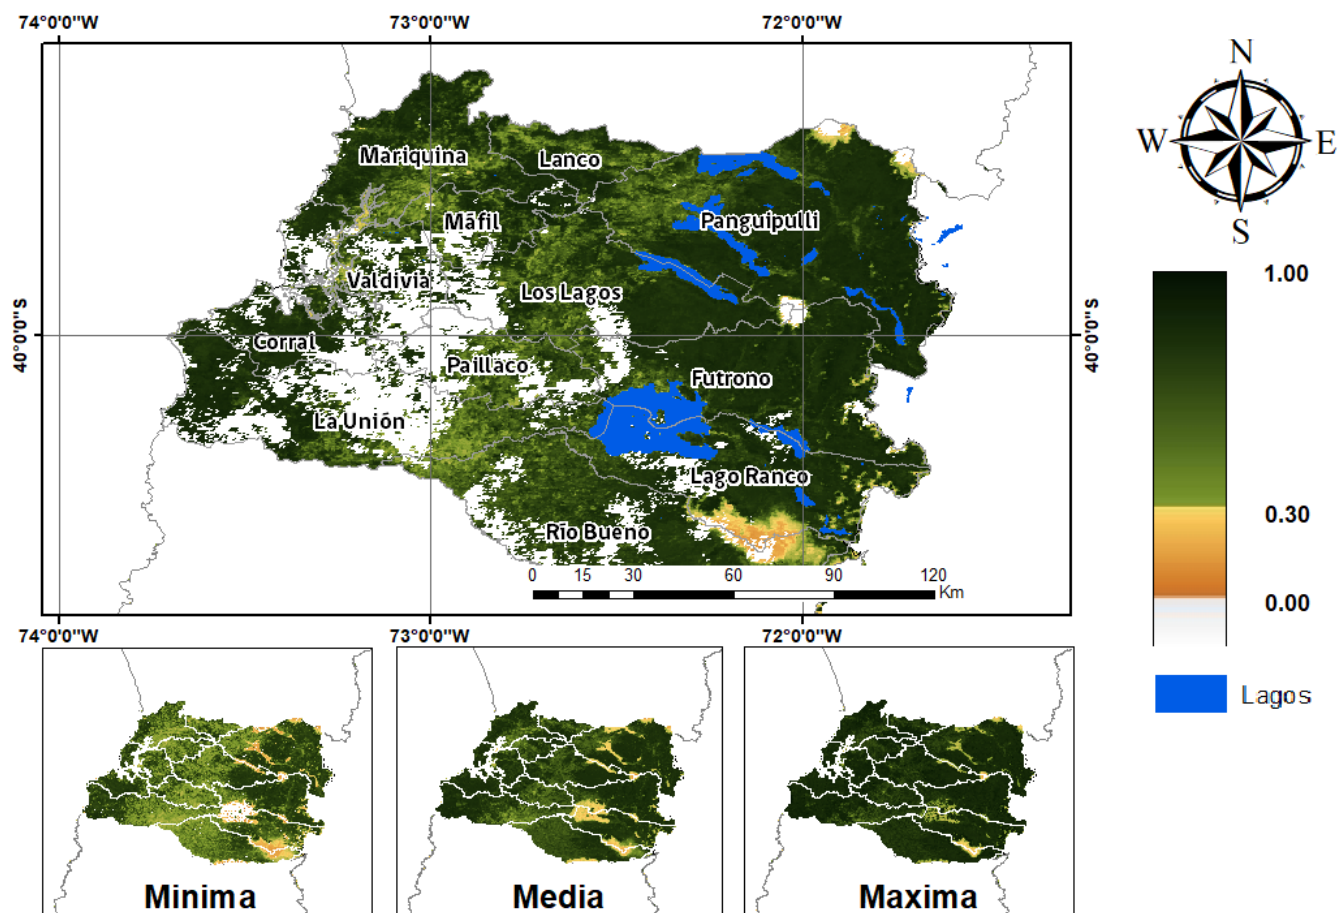 74°0'0"W 73°0'0"W 72°0'0"W
N
W E
S
Mariquina
Lanco
Máfil
Panguipulli
Valdivia
Los Lagos
40°0'0"S
40°0'0"S
Corral
Paillaco
Futrono
La Unión
Lago Ranco
Río Bueno
0 15 30 60 90 120
Km
74°0'0"W 73°0'0"W 72°0'0"W
1.00
0.30
0.00
Lagos
Minima
Media
Maxima